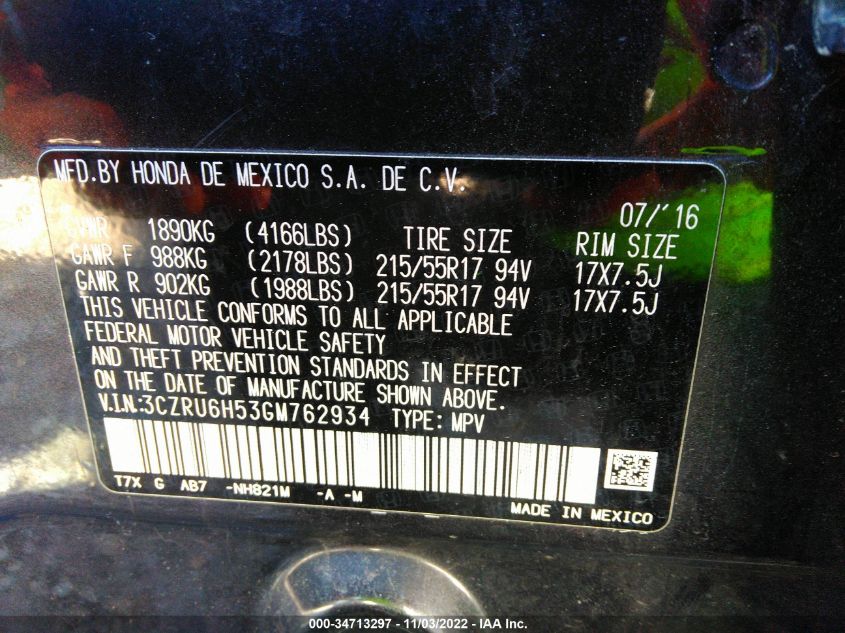 MFD.BY HONDA DE MEXICO S.A. DE C.V.
07/'16
GVWR 1890KG (4166LBS) TIRE SIZE RIM SIZE
GAWR F 988KG (2178LBS) 215/55R17 94V 17X7.5J
GAWR R 902KG (1988LBS) 215/55R17 94V 17X7.5J
THIS VEHICLE CONFORMS TO ALL APPLICABLE
FEDERAL MOTOR VEHICLE SAFETY
AND THEFT PREVENTION STANDARDS IN EFFECT
ON THE DATE OF MANUFACTURE SHOWN ABOVE.
V.I.N.:3CZRU6H53GM762934 TYPE: MPV
T7X G AB7 -NH821M -A -M
MADE IN MEXICO
000-34713297 - 11/03/2022 - IAA Inc.